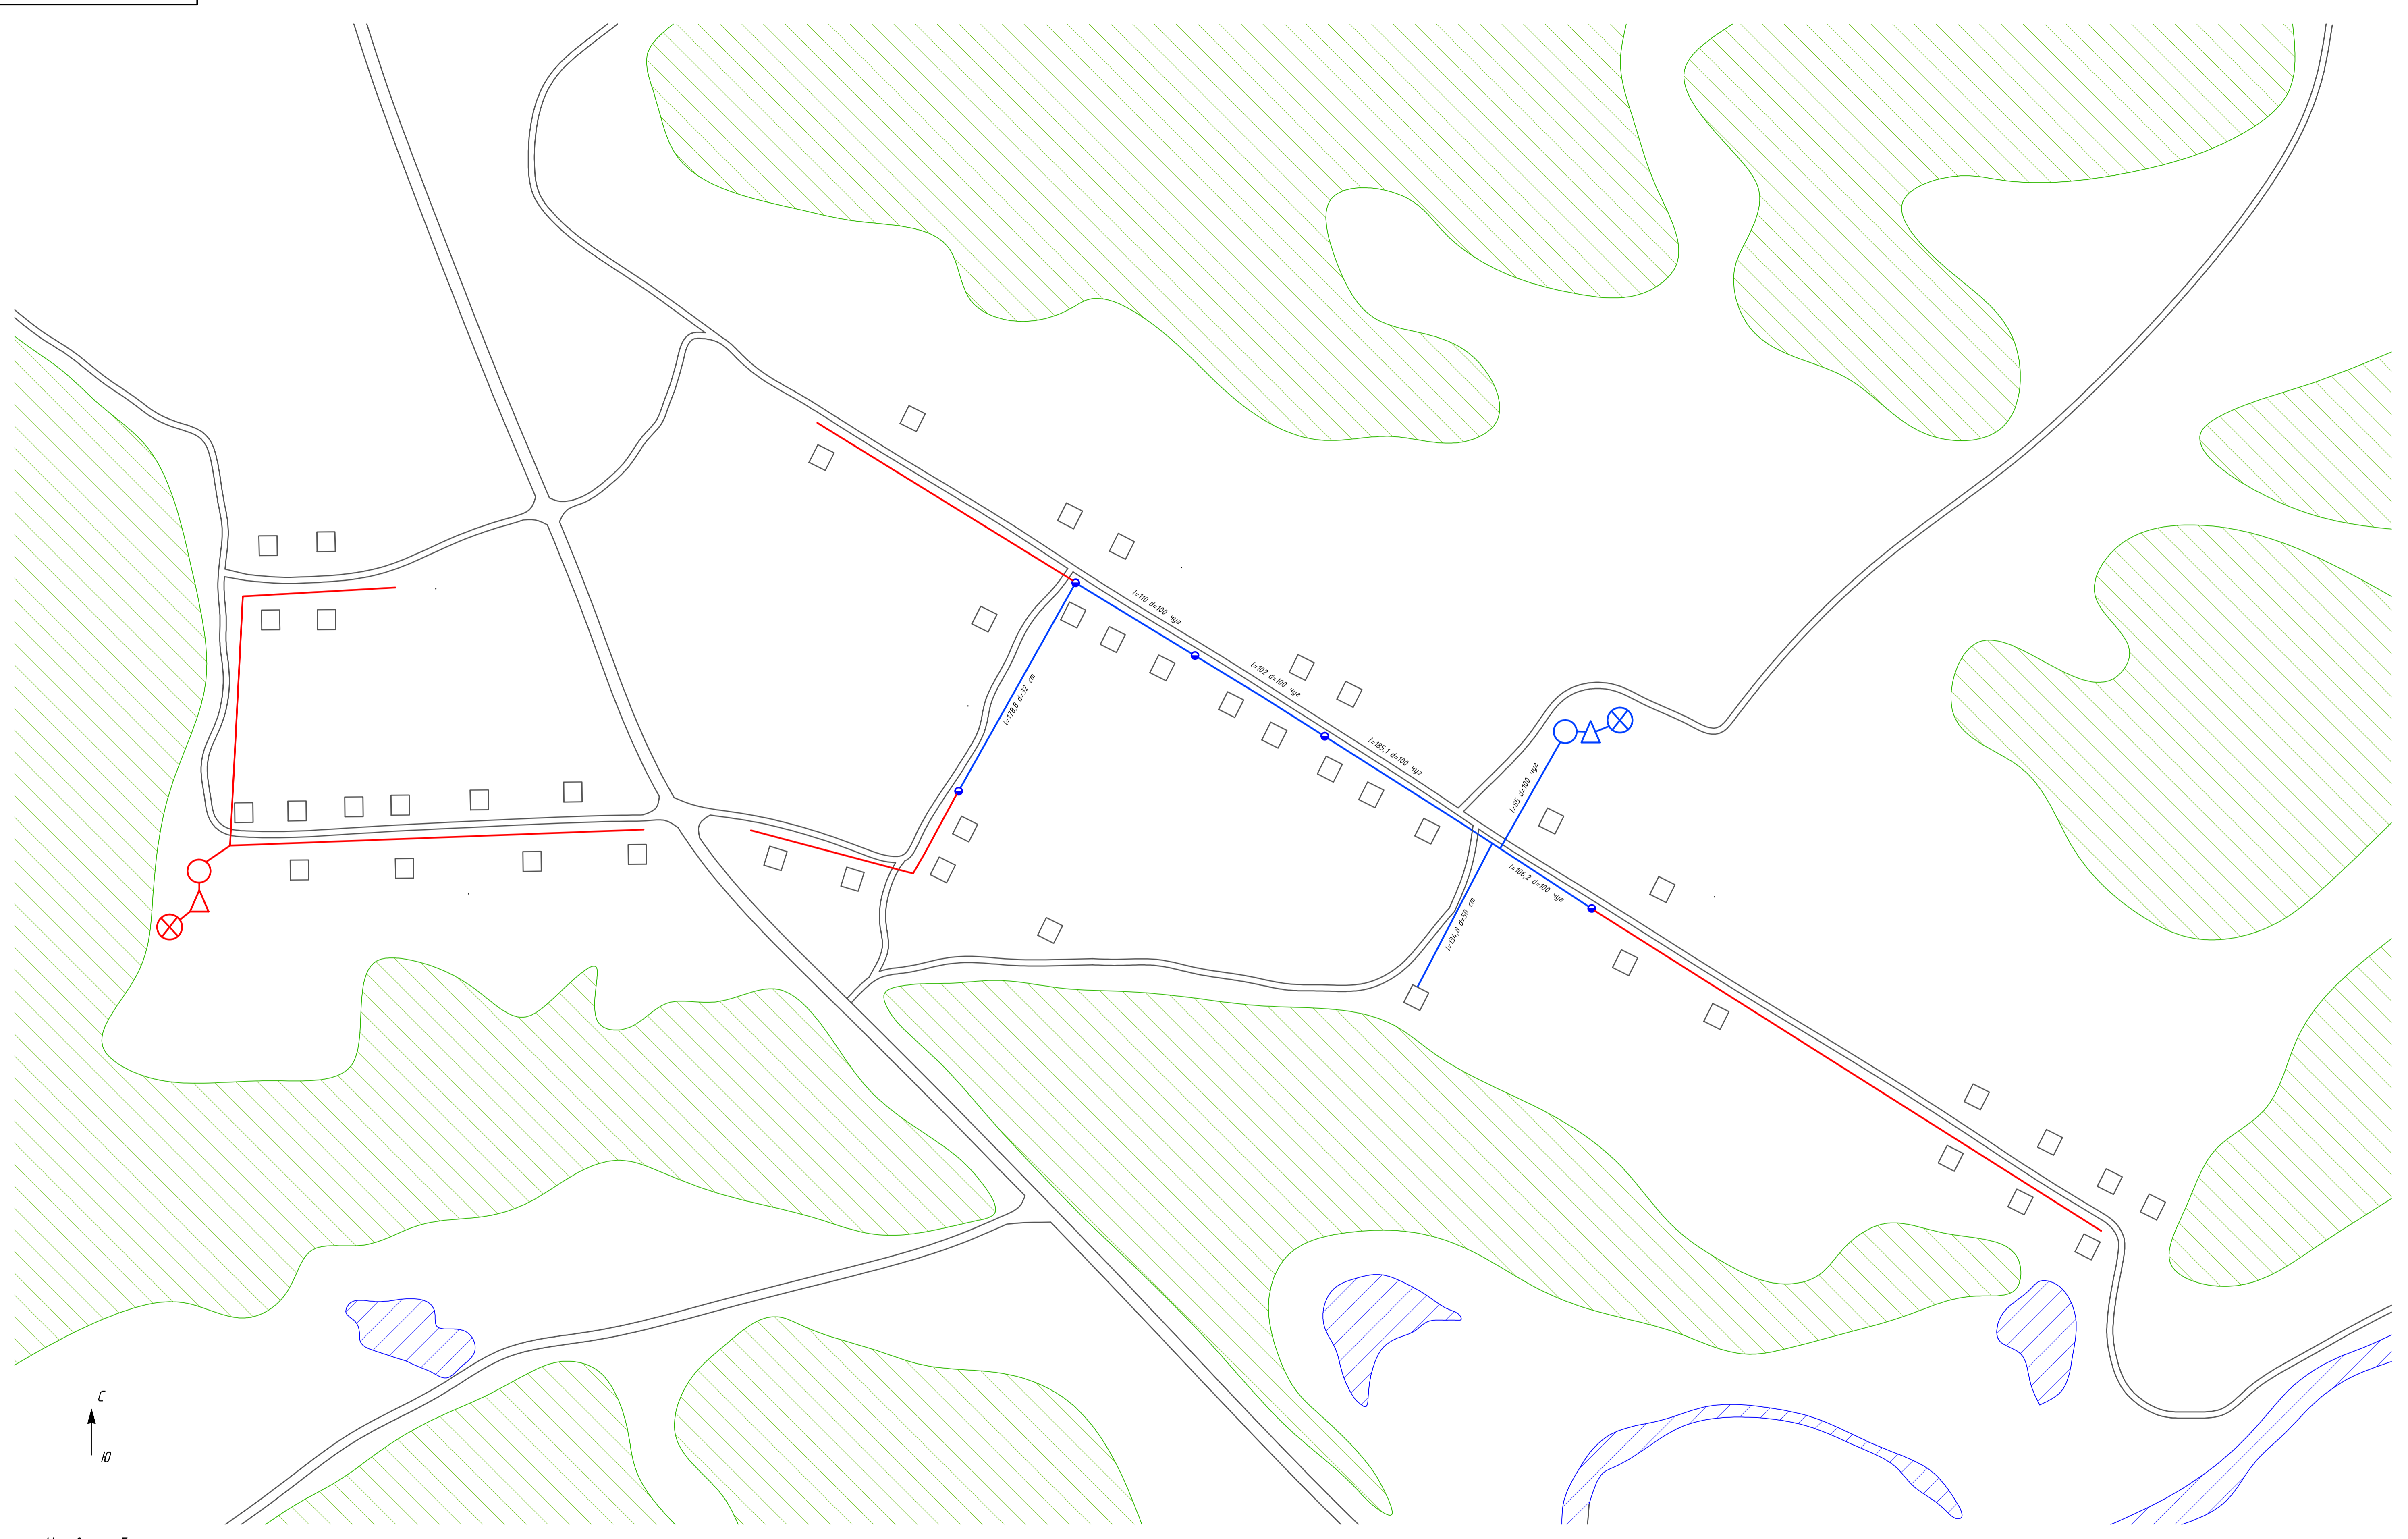 l=110 d=100 чуг
l=102 d=100 чуг
l=178,8 d=32 ст
l=185,1 d=100 чуг
l=85 d=100 чуг
l=106,2 d=100 чуг
l=134,8 d=50 ст
С
Ю